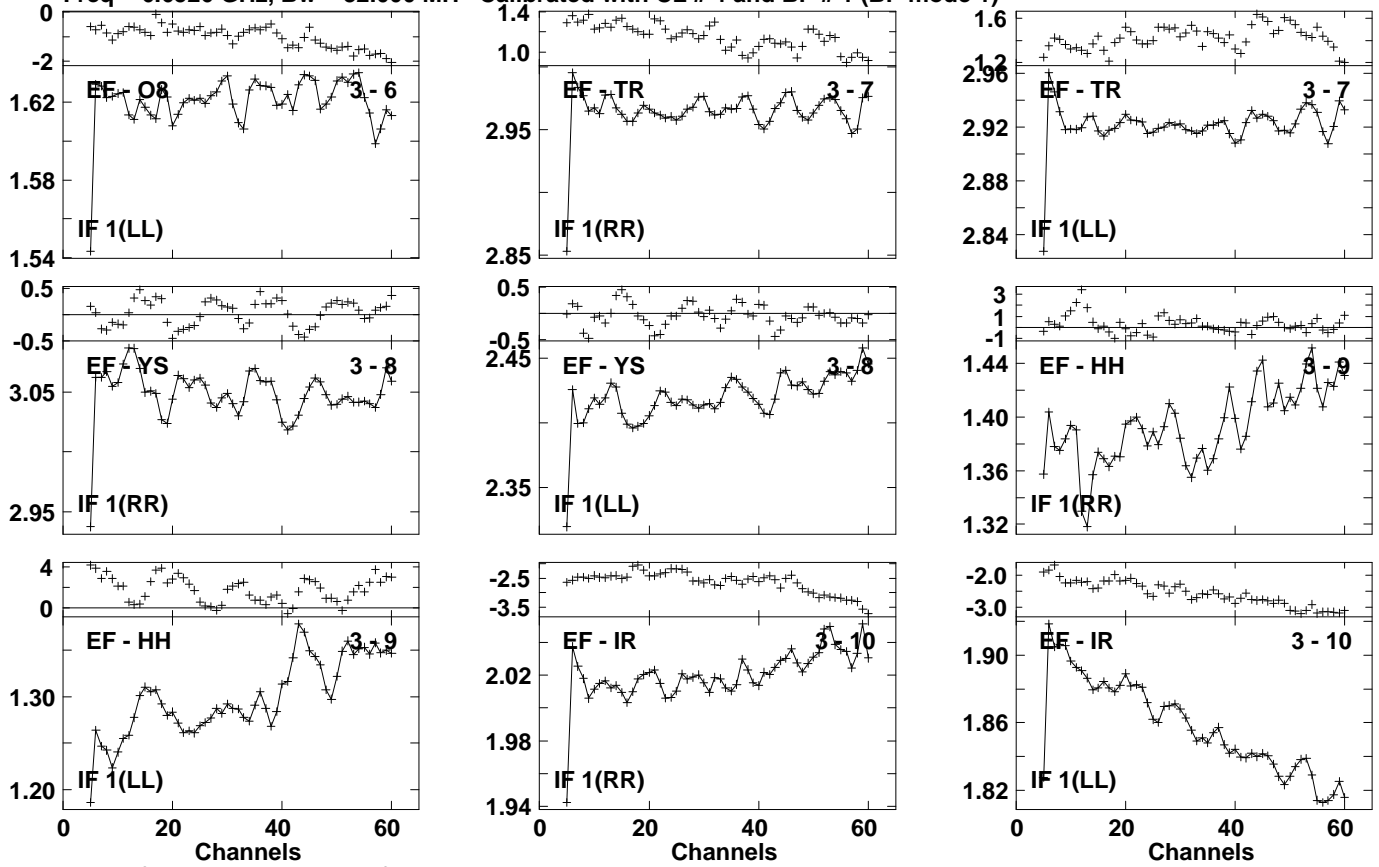 0
-2
1.62
1.58
1.54
EF - O8
3 - 6
IF 1(LL)
1.4
1.0
2.95
2.85
EF - TR
3 - 7
IF 1(RR)
1.6
1.2
2.96
2.92
2.88
2.84
EF - TR
3 - 7
IF 1(LL)
0.5
-0.5
3.05
2.95
EF - YS
3 - 8
IF 1(RR)
0.5
-0.5
2.45
2.35
EF - YS
3 - 8
IF 1(LL)
3
1
-1
1.44
1.40
1.36
1.32
EF - HH
3 - 9
IF 1(RR)
4
0
1.30
1.20
EF - HH
3 - 9
IF 1(LL)
0 20 40 60
Channels
-2.5
-3.5
2.02
1.98
1.94
EF - IR
3 - 10
IF 1(RR)
0 20 40 60
Channels
-2.0
-3.0
1.90
1.86
1.82
EF - IR
3 - 10
IF 1(LL)
0 20 40 60
Channels